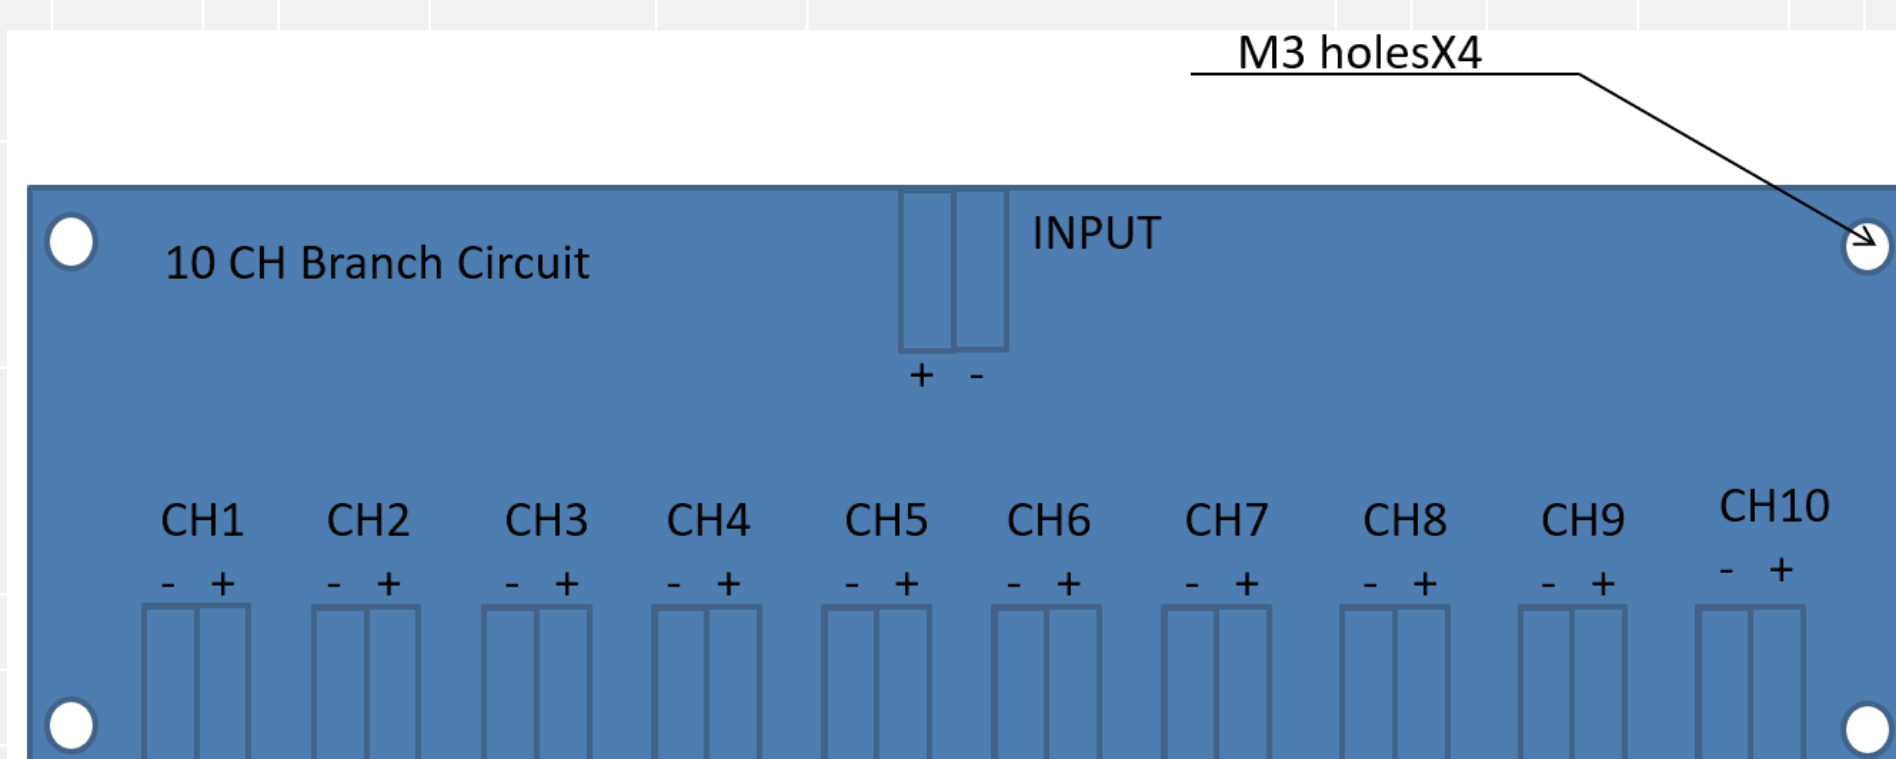 M3 holesX4
INPUT
10 CH Branch Circuit
+ -
CH1 CH2 CH3 CH4 CH5 CH6 CH7 CH8 CH9 CH10
- + - + - + - + - + - + - + - + - + - +